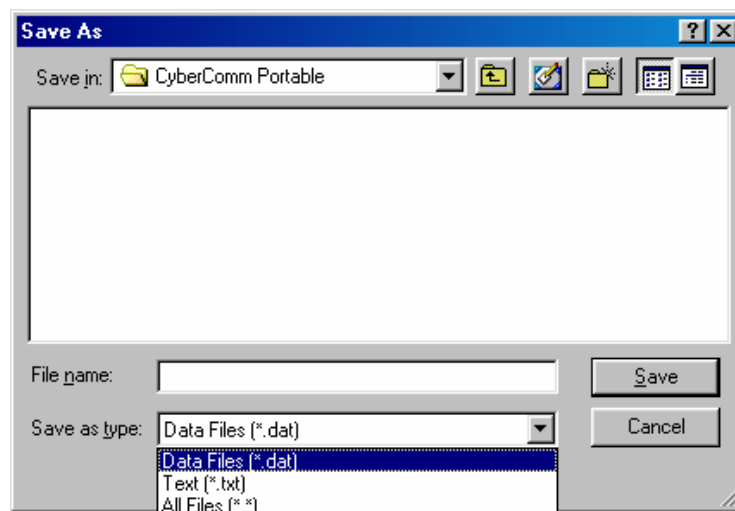 Save As
Save in: CyberComm Portable
File name:
Save
Save as type: Data Files (*.dat)
Cancel
Data Files (*.dat)
Text (*.txt)
All Files (*.*)